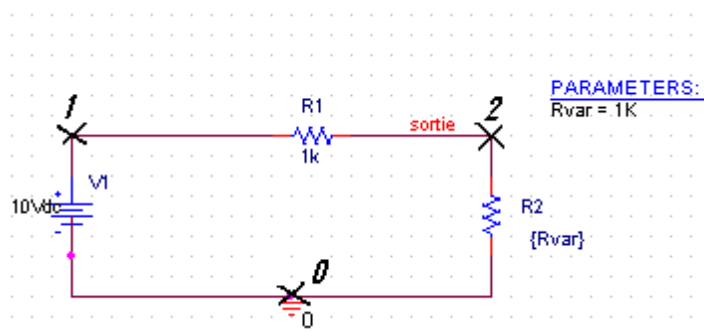 PARAMETERS:
Rvar = 1K
1
R1
1k
sortie
2
V1
10Vdc
+
-
R2
{Rvar}
0
0